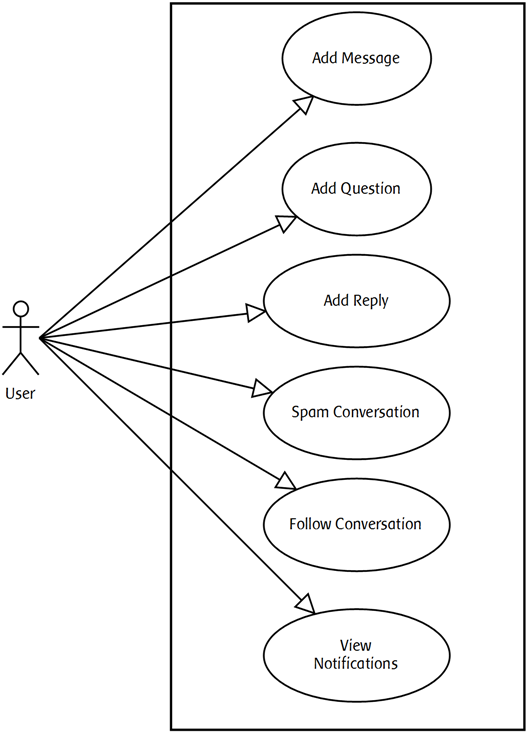 Add Message
Add Question
Add Reply
User
Spam Conversation
Follow Conversation
View
Notifications